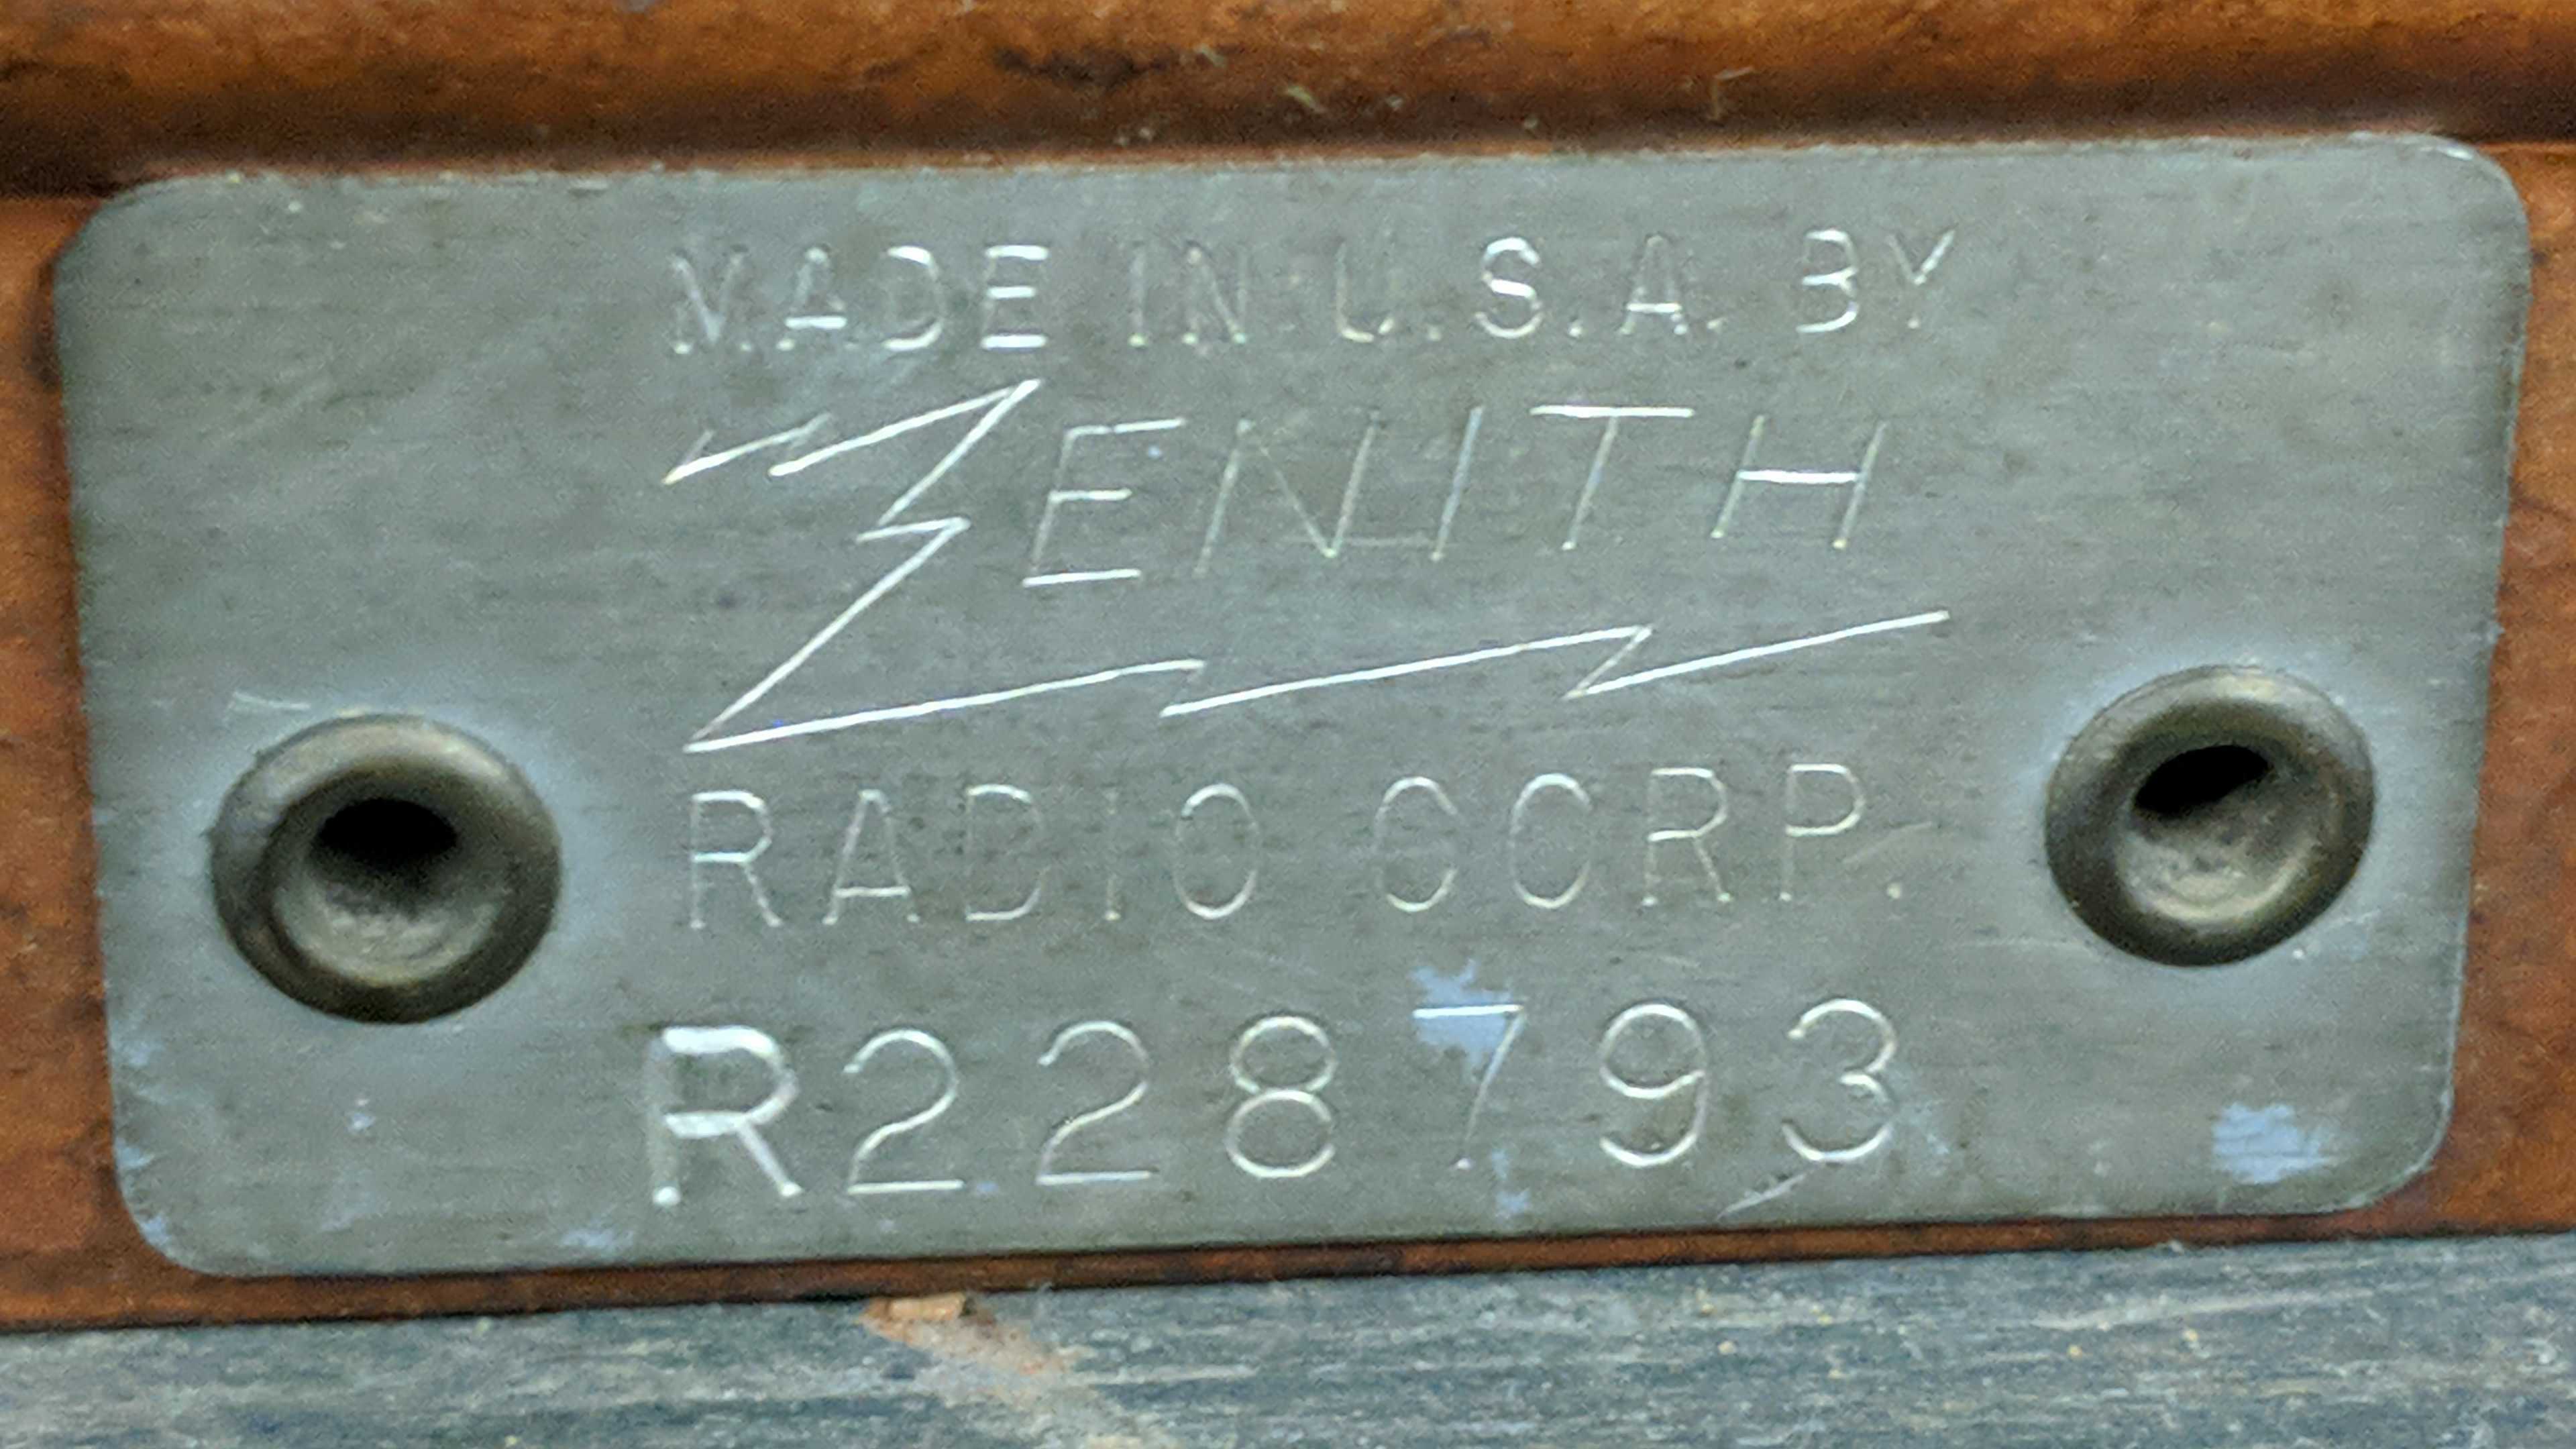 MADE IN U.S.A. BY
ZENITH
RADIO CORP.
R228793